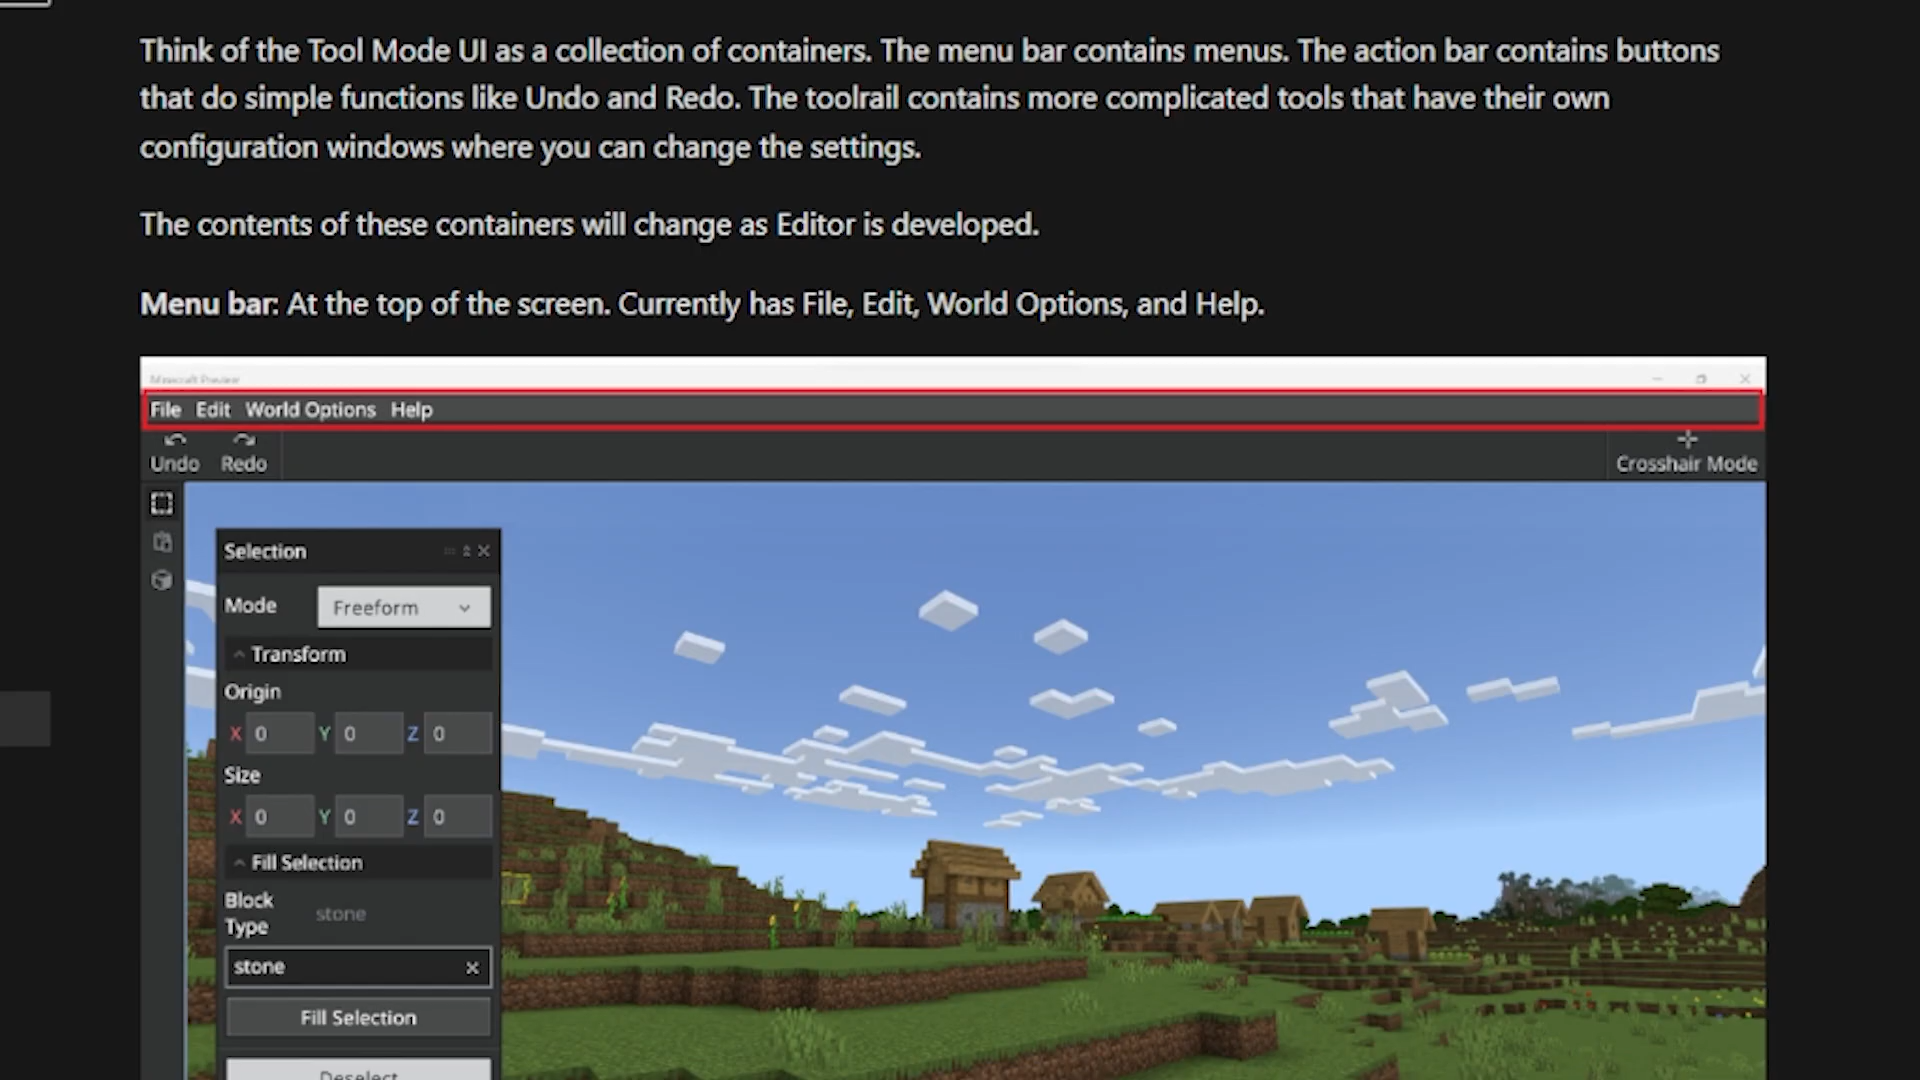 Think of the Tool Mode UI as a collection of containers. The menu bar contains menus. The action bar contains buttons
that do simple functions like Undo and Redo. The toolrail contains more complicated tools that have their own
configuration windows where you can change the settings.
The contents of these containers will change as Editor is developed.
Menu bar: At the top of the screen. Currently has File, Edit, World Options, and Help.
Minecraft Preview
File Edit World Options Help
Undo Redo Crosshair Mode
Selection
Mode Freeform
Transform
Origin
X 0 Y 0 Z 0
Size
X 0 Y 0 Z 0
Fill Selection
Block
Type stone
stone
Fill Selection
Deselect